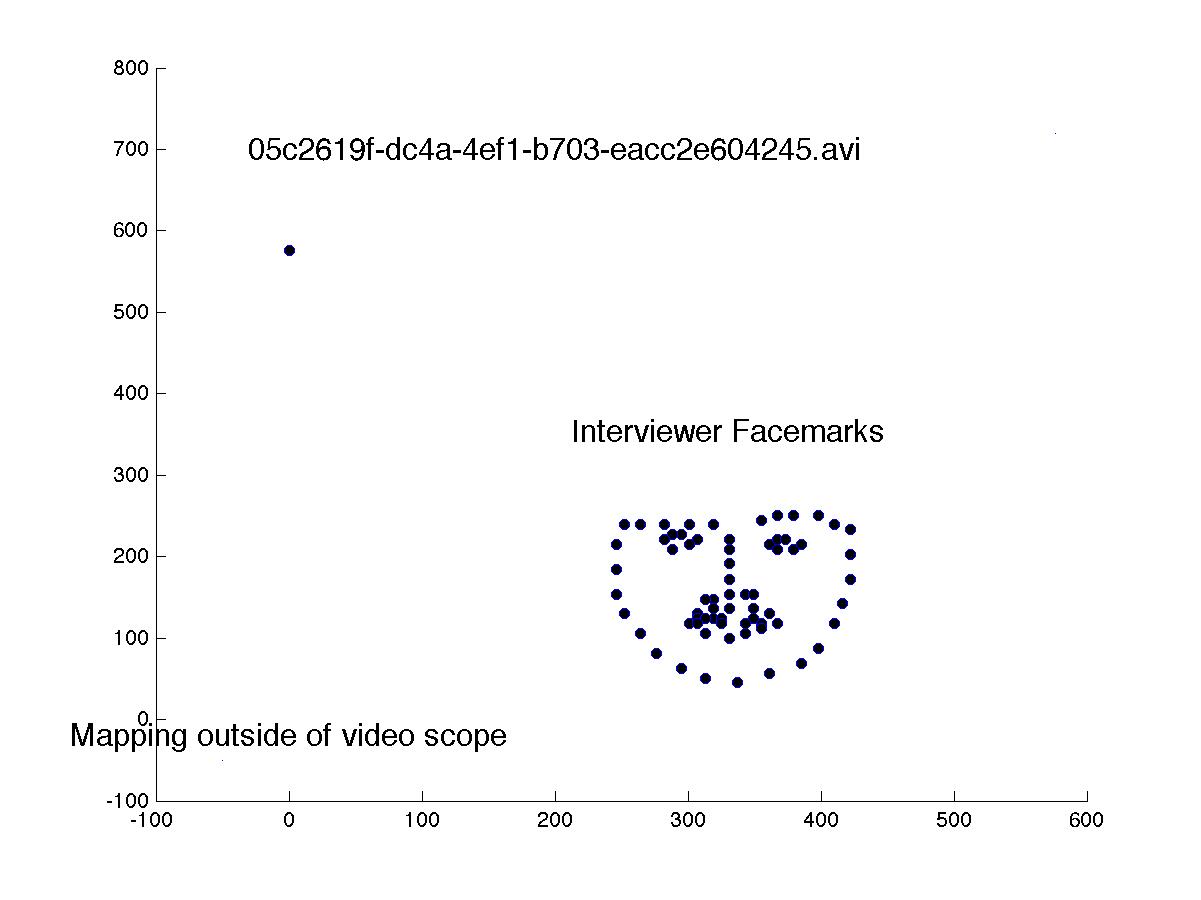 800
700
05c2619f-dc4a-4ef1-b703-eacc2e604245.avi
600
500
400
Interviewer Facemarks
300
200
100
0
Mapping outside of video scope
-100
-100 0 100 200 300 400 500 600